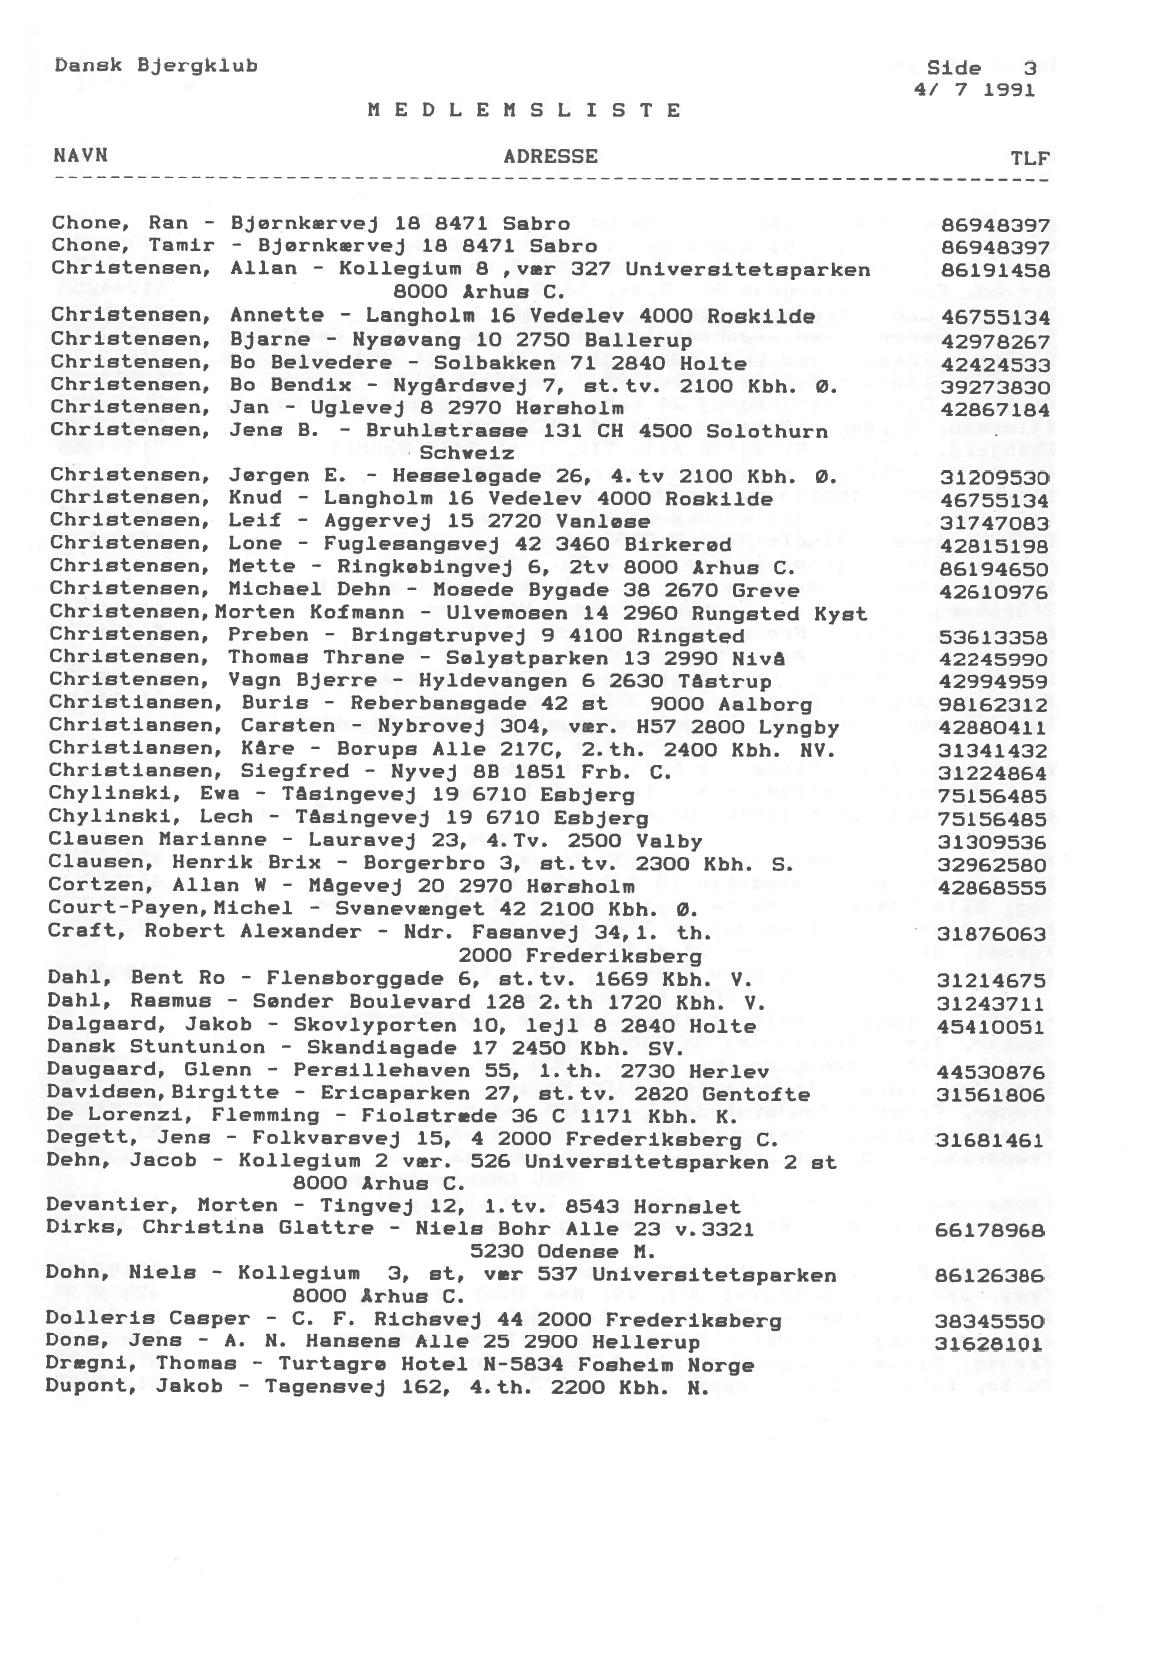 Dansk Bjergklub Side 3
4/ 7 1991
M E D L E M S L I S T E
NAVN ADRESSE TLF
--------------------------------------------------------------------------
Chone, Ran - Bjørnkærvej 18 8471 Sabro 86948397
Chone, Tamir - Bjørnkærvej 18 8471 Sabro 86948397
Christensen, Allan - Kollegium 8 ,vær 327 Universitetsparken 86191458
8000 Arhus C.
Christensen, Annette - Langholm 16 Vedelev 4000 Roskilde 46755134
Christensen, Bjarne - Nysøvang 10 2750 Ballerup 42978267
Christensen, Bo Belvedere - Solbakken 71 2840 Holte 42424533
Christensen, Bo Bendix - Nygårdsvej 7, st.tv. 2100 Kbh. Ø. 39273830
Christensen, Jan - Uglevej 8 2970 Hørsholm 42867184
Christensen, Jens B. - Bruhlstrasse 131 CH 4500 Solothurn
Schweiz
Christensen, Jørgen E. - Hesseløgade 26, 4.tv 2100 Kbh. Ø. 31209530
Christensen, Knud - Langholm 16 Vedelev 4000 Roskilde 46755134
Christensen, Leif - Aggervej 15 2720 Vanløse 31747083
Christensen, Lone - Fuglesangsvej 42 3460 Birkerød 42815198
Christensen, Mette - Ringkøbingvej 6, 2tv 8000 Arhus C. 86194650
Christensen, Michael Dehn - Mosede Bygade 38 2670 Greve 42610976
Christensen,Morten Kofmann - Ulvemosen 14 2960 Rungsted Kyst
Christensen, Preben - Bringstrupvej 9 4100 Ringsted 53613358
Christensen, Thomas Thrane - Sølystparken 13 2990 Nivå 42245990
Christensen, Vagn Bjerre - Hyldevangen 6 2630 Tåstrup 42994959
Christiansen, Buris - Reberbansgade 42 st 9000 Aalborg 98162312
Christiansen, Carsten - Nybrovej 304, vær. H57 2800 Lyngby 42880411
Christiansen, Kåre - Borups Alle 217C, 2.th. 2400 Kbh. NV. 31341432
Christiansen, Siegfred - Nyvej 8B 1851 Frb. C. 31224864
Chylinski, Ewa - Tåsingevej 19 6710 Esbjerg 75156485
Chylinski, Lech - Tåsingevej 19 6710 Esbjerg 75156485
Clausen Marianne - Lauravej 23, 4.Tv. 2500 Valby 31309536
Clausen, Henrik Brix - Borgerbro 3, st.tv. 2300 Kbh. S. 32962580
Cortzen, Allan W - Mågevej 20 2970 Hørsholm 42868555
Court-Payen,Michel - Svanevænget 42 2100 Kbh. Ø.
Craft, Robert Alexander - Ndr. Fasanvej 34,1. th. 31876063
2000 Frederiksberg
Dahl, Bent Ro - Flensborggade 6, st.tv. 1669 Kbh. V. 31214675
Dahl, Rasmus - Sønder Boulevard 128 2.th 1720 Kbh. V. 31243711
Dalgaard, Jakob - Skovlyporten 10, lejl 8 2840 Holte 45410051
Dansk Stuntunion - Skandiagade 17 2450 Kbh. SV.
Daugaard, Glenn - Persillehaven 55, 1.th. 2730 Herlev 44530876
Davidsen,Birgitte - Ericaparken 27, st.tv. 2820 Gentofte 31561806
De Lorenzi, Flemming - Fiolstræde 36 C 1171 Kbh. K.
Degett, Jens - Folkvarsvej 15, 4 2000 Frederiksberg C. 31681461
Dehn, Jacob - Kollegium 2 vær. 526 Universitetsparken 2 st
8000 Arhus C.
Devantier, Morten - Tingvej 12, 1.tv. 8543 Hornslet
Dirks, Christina Glattre - Niels Bohr Alle 23 v.3321 66178968
5230 Odense M.
Dohn, Niels - Kollegium 3, st, vær 537 Universitetsparken 86126386
8000 Arhus C.
Dolleris Casper - C. F. Richsvej 44 2000 Frederiksberg 38345550
Dons, Jens - A. N. Hansens Alle 25 2900 Hellerup 31628101
Drægni, Thomas - Turtagrø Hotel N-5834 Fosheim Norge
Dupont, Jakob - Tagensvej 162, 4.th. 2200 Kbh. N.